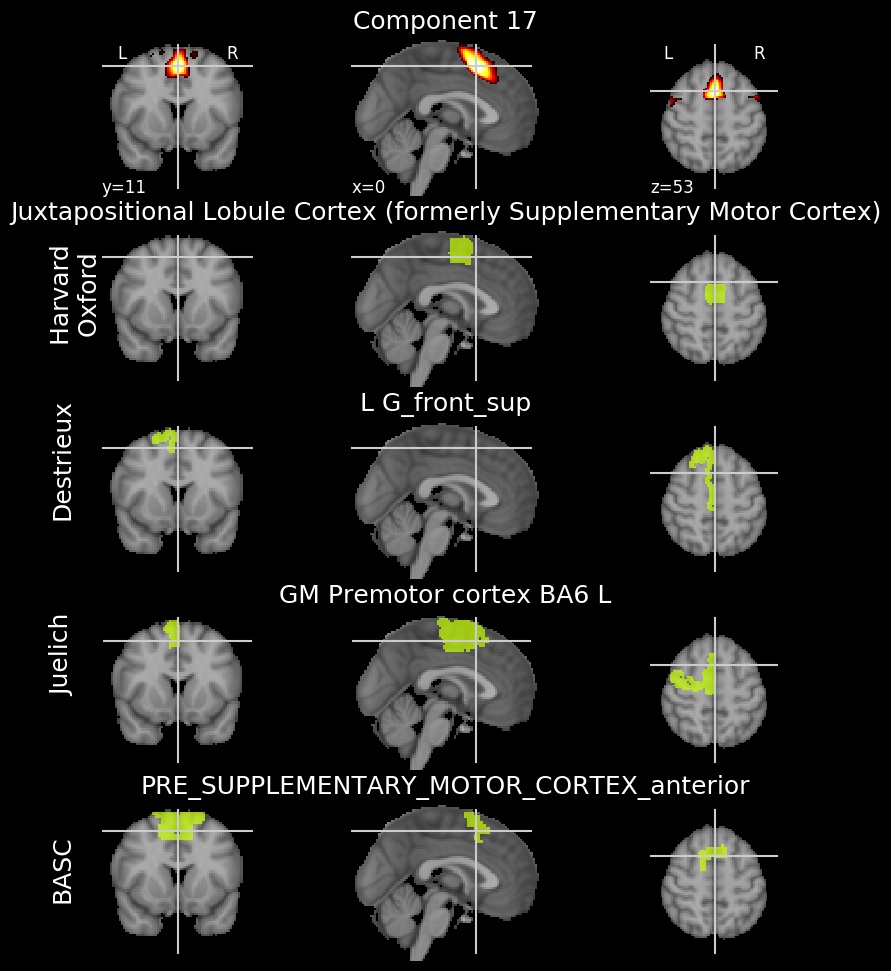 Component 17
L R
L R
y=11 x=0 z=53
Juxtapositional Lobule Cortex (formerly Supplementary Motor Cortex)
Harvard
Oxford
L G_front_sup
Destrieux
GM Premotor cortex BA6 L
Juelich
PRE_SUPPLEMENTARY_MOTOR_CORTEX_anterior
BASC